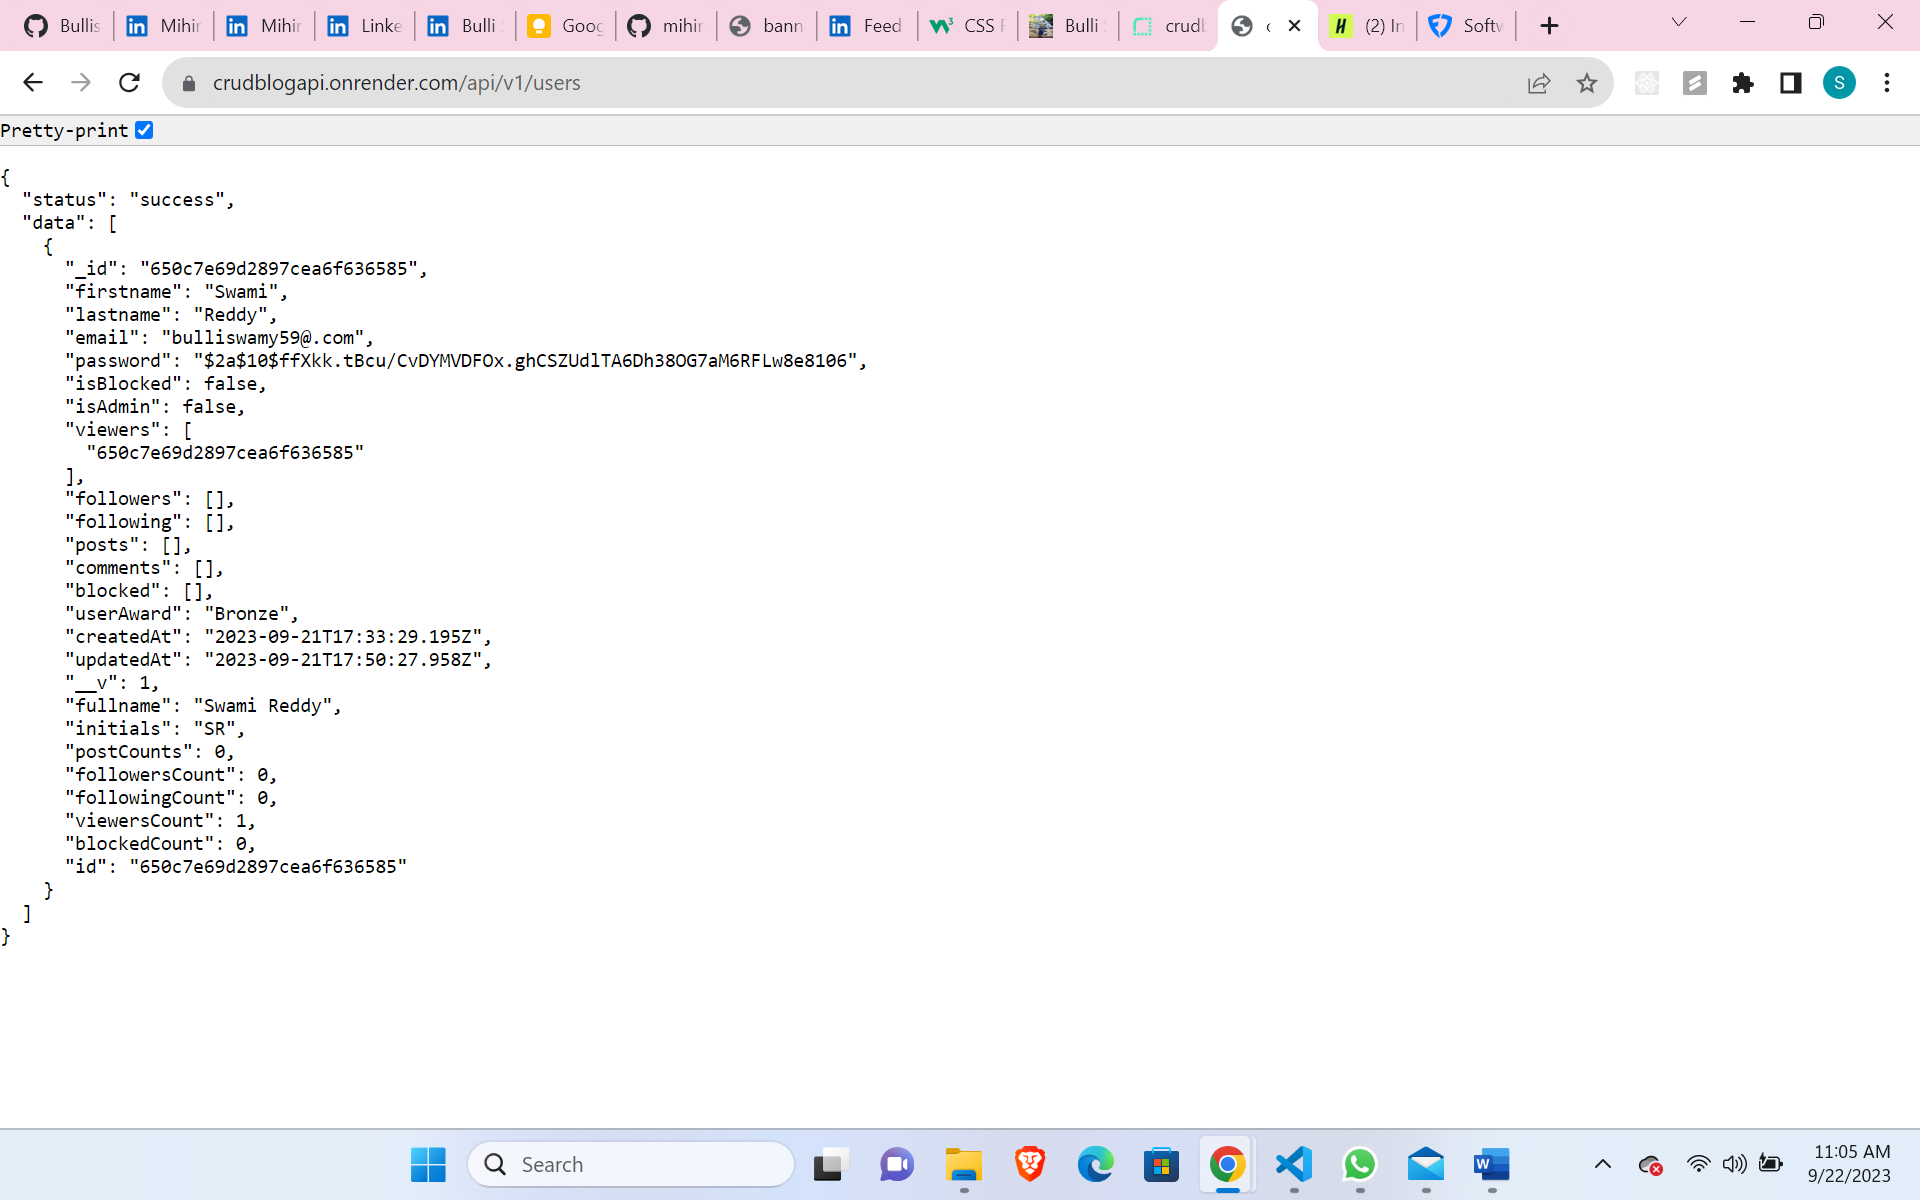 Bullis
Mihir
Mihir
Linke
Bulli
Goog
mihir
bann
Feed
CSS
Bulli
crudb
(2) In
Softw
crudblogapi.onrender.com/api/v1/users
S
Pretty-print
{
"status": "success",
"data": [
{
"_id": "650c7e69d2897cea6f636585",
"firstname": "Swami",
"lastname": "Reddy",
"email": "bulliswamy59@.com",
"password": "$2a$10$ffXkk.tBcu/CvDYMVDFOx.ghCSZUdlTA6Dh38OG7aM6RFLw8e8106",
"isBlocked": false,
"isAdmin": false,
"viewers": [
"650c7e69d2897cea6f636585"
],
"followers": [],
"following": [],
"posts": [],
"comments": [],
"blocked": [],
"userAward": "Bronze",
"createdAt": "2023-09-21T17:33:29.195Z",
"updatedAt": "2023-09-21T17:50:27.958Z",
"__v": 1,
"fullname": "Swami Reddy",
"initials": "SR",
"postCounts": 0,
"followersCount": 0,
"followingCount": 0,
"viewersCount": 1,
"blockedCount": 0,
"id": "650c7e69d2897cea6f636585"
}
]
}
Search
11:05 AM
9/22/2023